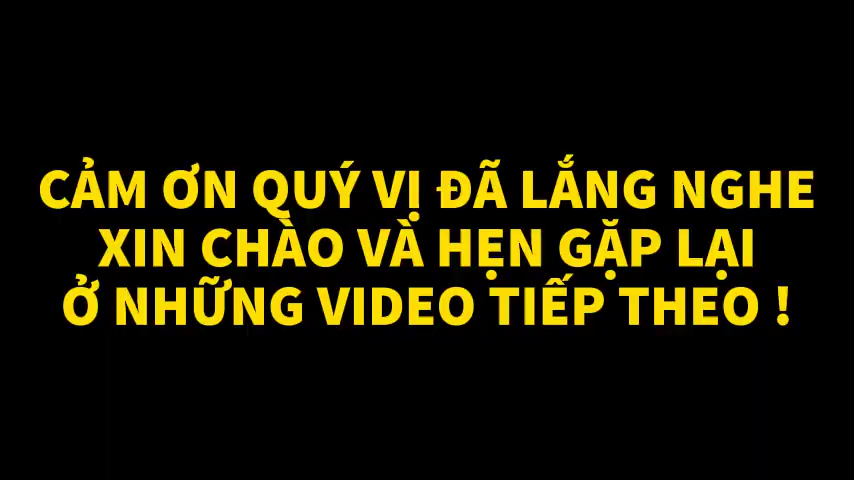 CẢM ƠN QUÝ VỊ ĐÃ LẮNG NGHE
XIN CHÀO VÀ HẸN GẶP LẠI
Ở NHỮNG VIDEO TIẾP THEO !